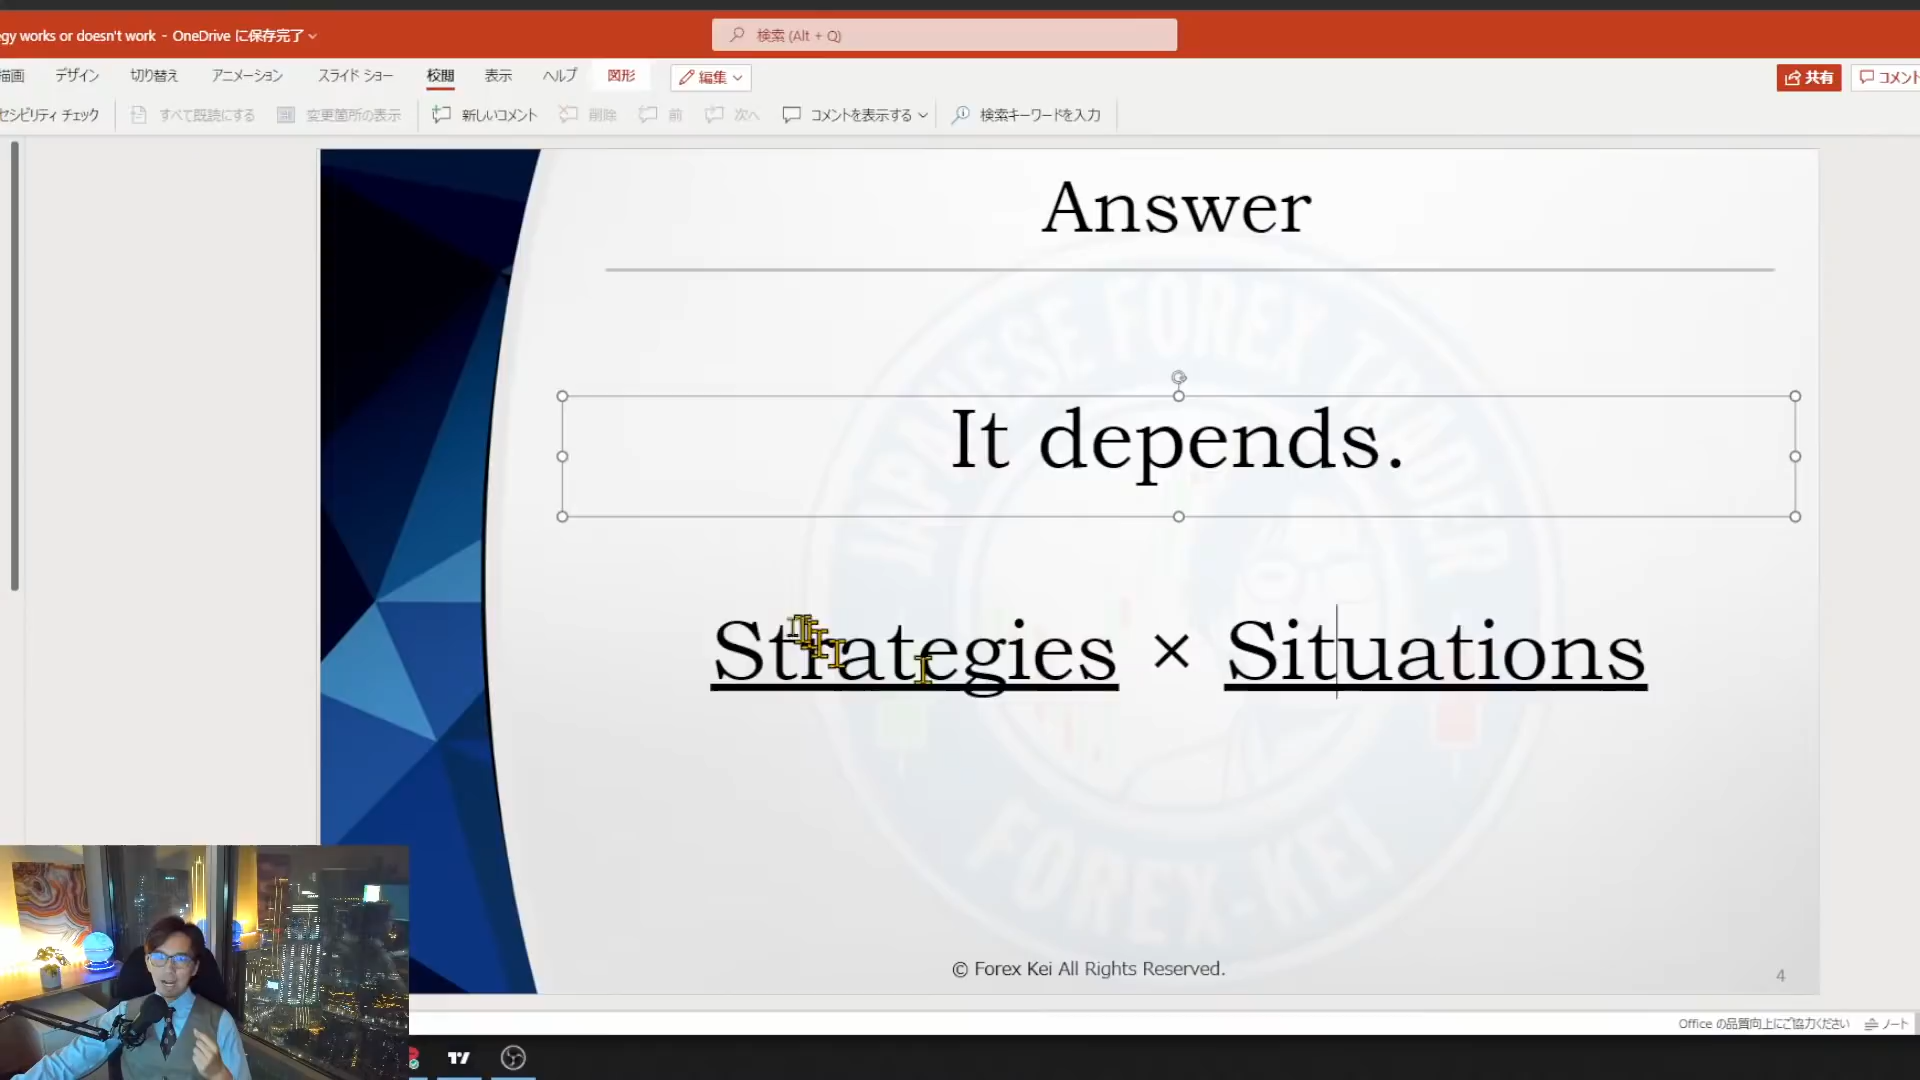 gy works or doesn't work - OneDrive に保存完了
検索 (Alt + Q)
描画 デザイン 切り替え アニメーション スライド ショー 校閲 表示 ヘルプ 図形 編集
共有 コメント
セシビリティ チェック すべて既読にする 変更箇所の表示 新しいコメント 削除 前 次へ コメントを表示する 検索キーワードを入力
Answer
JAPANESE FOREX TRADER
It depends.
Strategies × Situations
FOREX-KEI
© Forex Kei All Rights Reserved.
4
Office の品質向上にご協力ください ノート